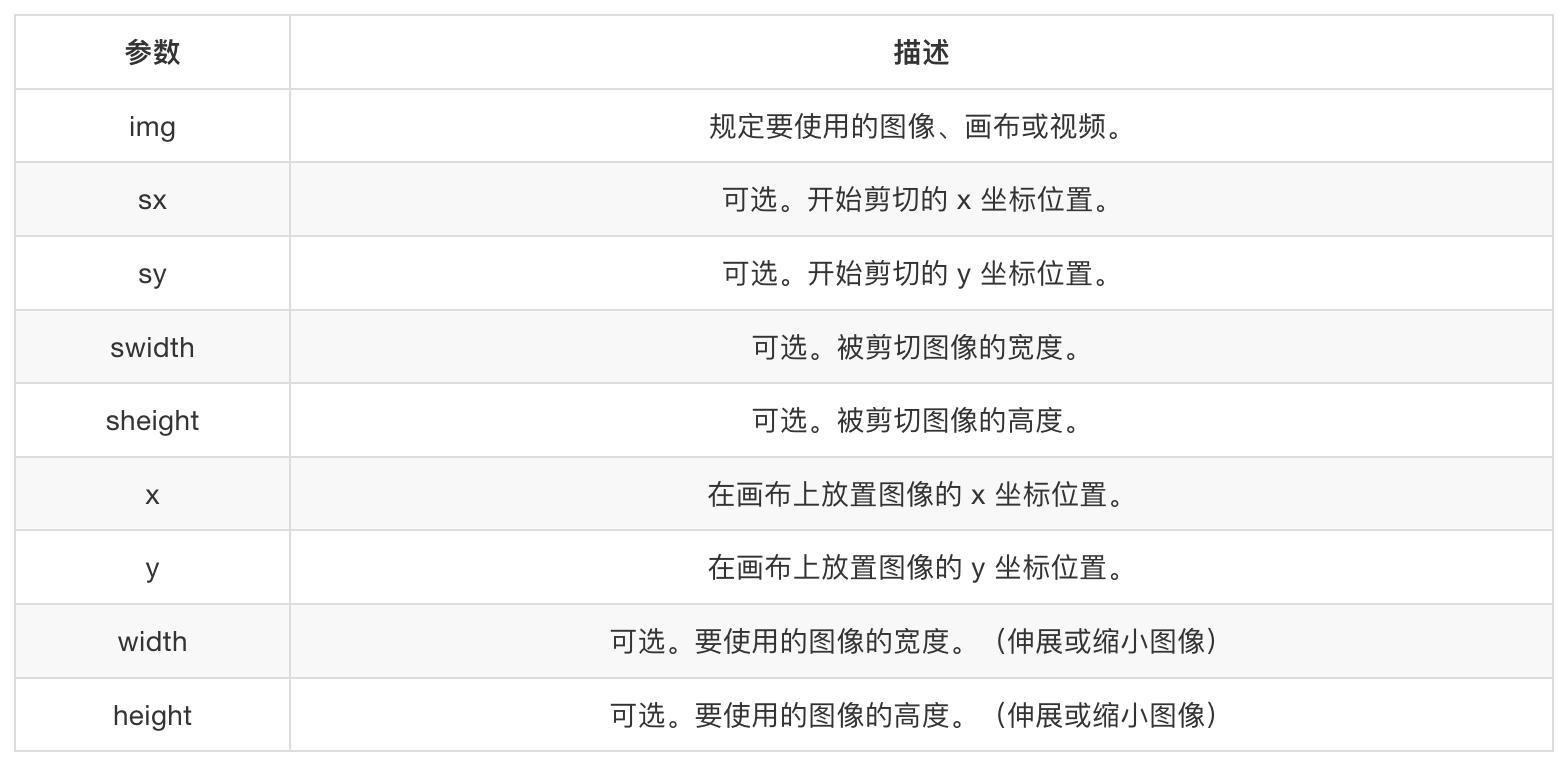 参数 描述
img 规定要使用的图像、画布或视频。
sx 可选。开始剪切的 x 坐标位置。
sy 可选。开始剪切的 y 坐标位置。
swidth 可选。被剪切图像的宽度。
sheight 可选。被剪切图像的高度。
x 在画布上放置图像的 x 坐标位置。
y 在画布上放置图像的 y 坐标位置。
width 可选。要使用的图像的宽度。（伸展或缩小图像）
height 可选。要使用的图像的高度。（伸展或缩小图像）